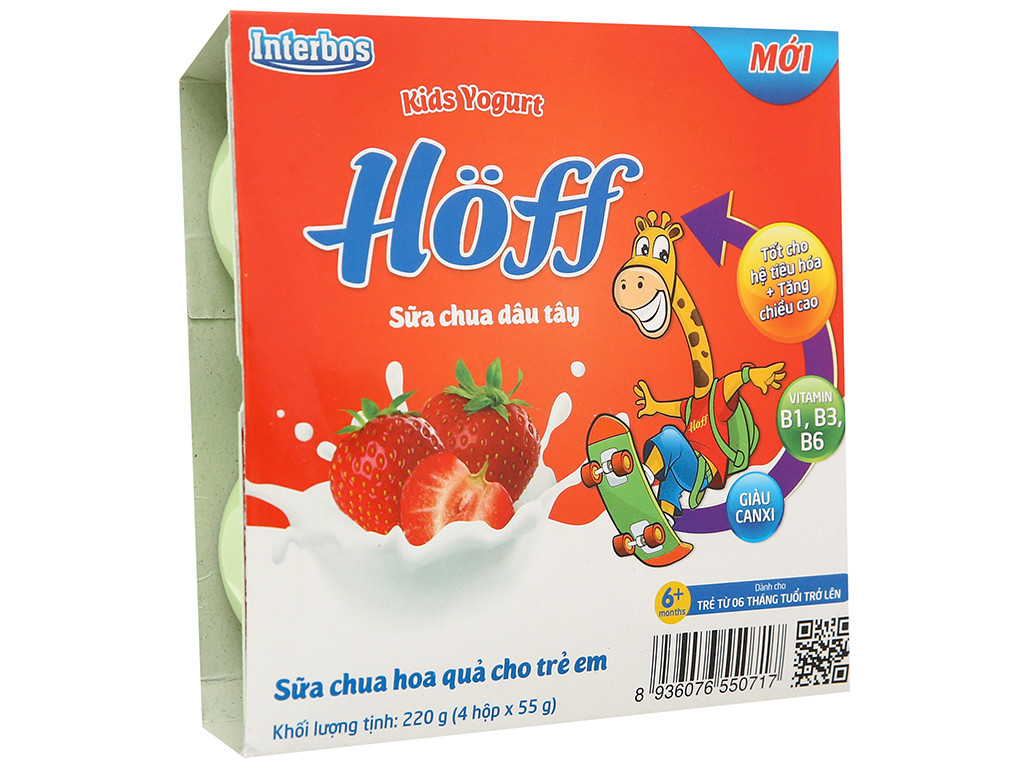 Interbos
MỚI
Kids Yogurt
Höff
Sữa chua dâu tây
Tốt cho
hệ tiêu hóa
+ Tăng
chiều cao
VITAMIN
B1, B3,
B6
Höff
GIÀU
CANXI
6+
months
Dành cho
TRẺ TỪ 06 THÁNG TUỔI TRỞ LÊN
Sữa chua hoa quả cho trẻ em
Khối lượng tịnh: 220 g (4 hộp x 55 g)
8 936076 550717